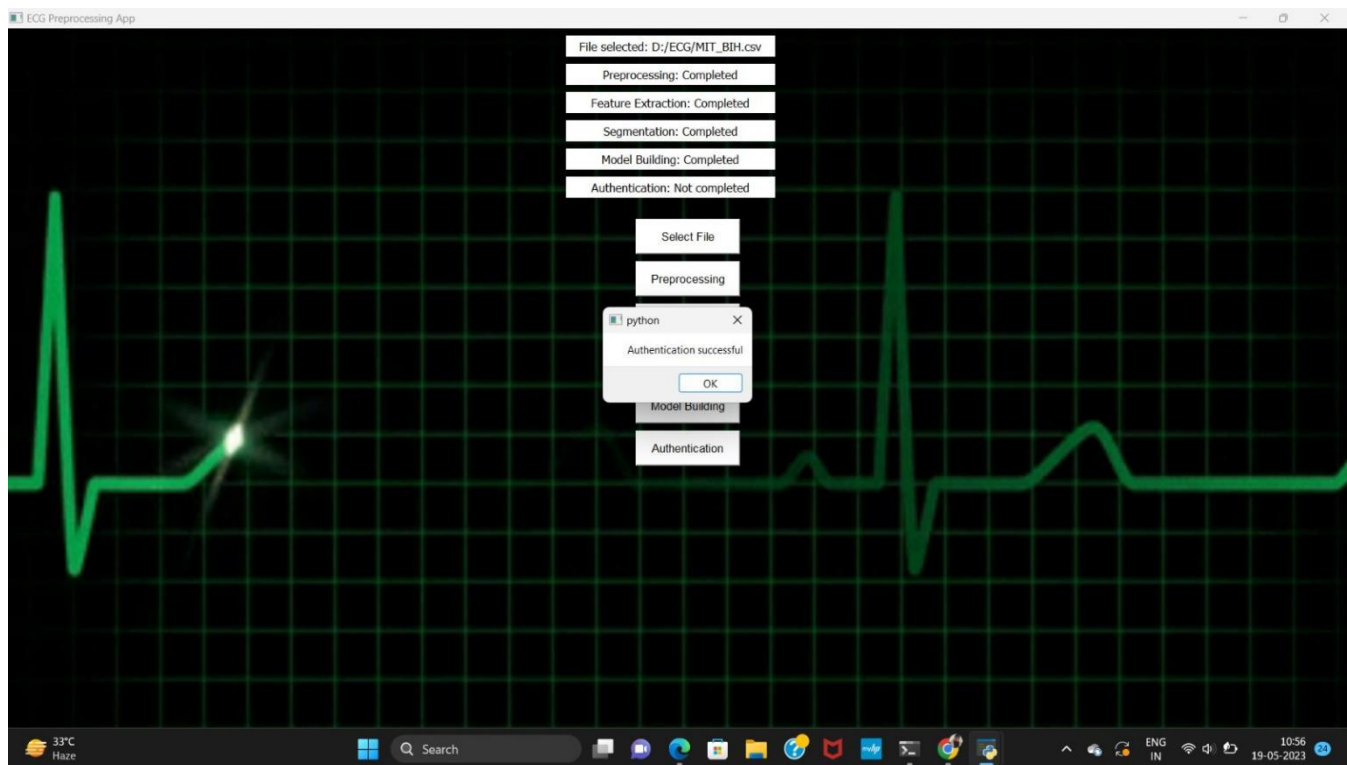 ECG Preprocessing App
File selected: D:/ECG/MIT_BIH.csv
Preprocessing: Completed
Feature Extraction: Completed
Segmentation: Completed
Model Building: Completed
Authentication: Not completed
Select File
Preprocessing
python
Authentication successful
OK
Model Building
Authentication
33°C
Haze
Search
ENG
IN
10:56
19-05-2023
24